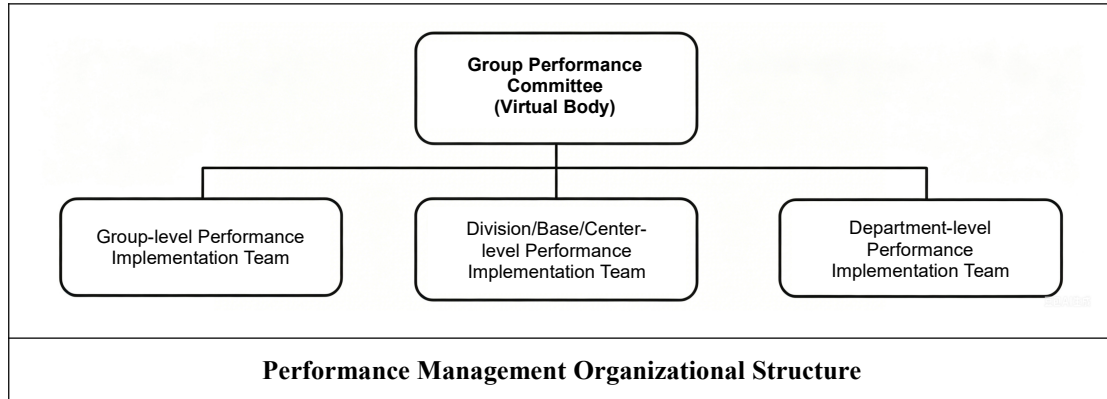 Group Performance
Committee
(Virtual Body)
Group-level Performance
Implementation Team
Division/Base/Center-
level Performance
Implementation Team
Department-level
Performance
Implementation Team
Performance Management Organizational Structure